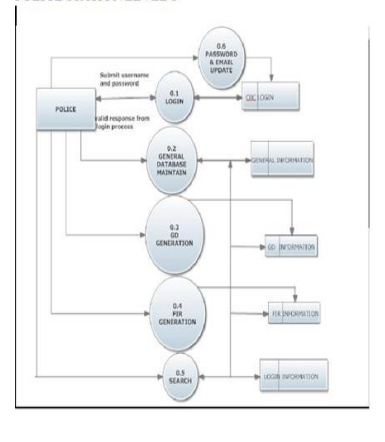 0.6
PASSWORD
& EMAIL
UPDATE
Submit username
and password
0.1
LOGIN
LOGIN
POLICE
valid response from
login process
0.2
GENERAL
DATABASE
MAINTAIN
GENERAL INFORMATION
0.3
GD
GENERATION
GD INFORMATION
0.4
FIR
GENERATION
FIR INFORMATION
0.5
SEARCH
LOGIN INFORMATION